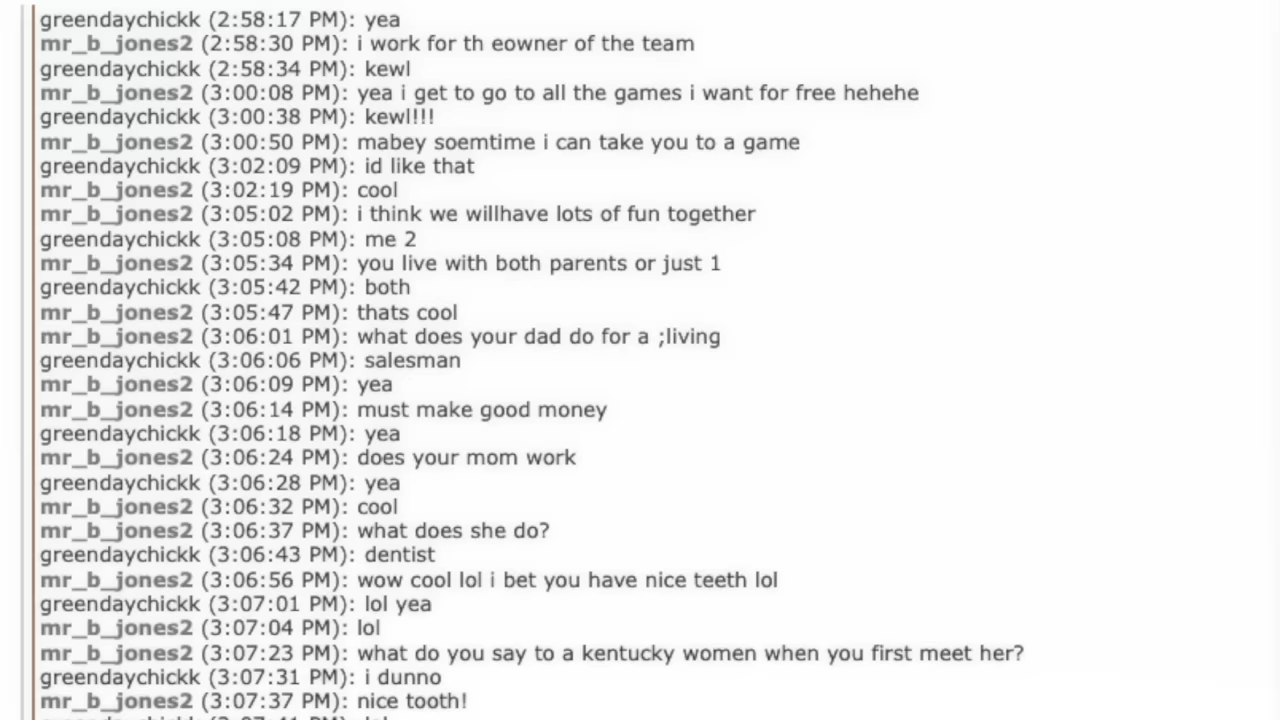 greendaychickk (2:58:17 PM): yea
mr_b_jones2 (2:58:30 PM): i work for th eowner of the team
greendaychickk (2:58:34 PM): kewl
mr_b_jones2 (3:00:08 PM): yea i get to go to all the games i want for free hehehe
greendaychickk (3:00:38 PM): kewl!!!
mr_b_jones2 (3:00:50 PM): mabey soemtime i can take you to a game
greendaychickk (3:02:09 PM): id like that
mr_b_jones2 (3:02:19 PM): cool
mr_b_jones2 (3:05:02 PM): i think we willhave lots of fun together
greendaychickk (3:05:08 PM): me 2
mr_b_jones2 (3:05:34 PM): you live with both parents or just 1
greendaychickk (3:05:42 PM): both
mr_b_jones2 (3:05:47 PM): thats cool
mr_b_jones2 (3:06:01 PM): what does your dad do for a ;living
greendaychickk (3:06:06 PM): salesman
mr_b_jones2 (3:06:09 PM): yea
mr_b_jones2 (3:06:14 PM): must make good money
greendaychickk (3:06:18 PM): yea
mr_b_jones2 (3:06:24 PM): does your mom work
greendaychickk (3:06:28 PM): yea
mr_b_jones2 (3:06:32 PM): cool
mr_b_jones2 (3:06:37 PM): what does she do?
greendaychickk (3:06:43 PM): dentist
mr_b_jones2 (3:06:56 PM): wow cool lol i bet you have nice teeth lol
greendaychickk (3:07:01 PM): lol yea
mr_b_jones2 (3:07:04 PM): lol
mr_b_jones2 (3:07:23 PM): what do you say to a kentucky women when you first meet her?
greendaychickk (3:07:31 PM): i dunno
mr_b_jones2 (3:07:37 PM): nice tooth!